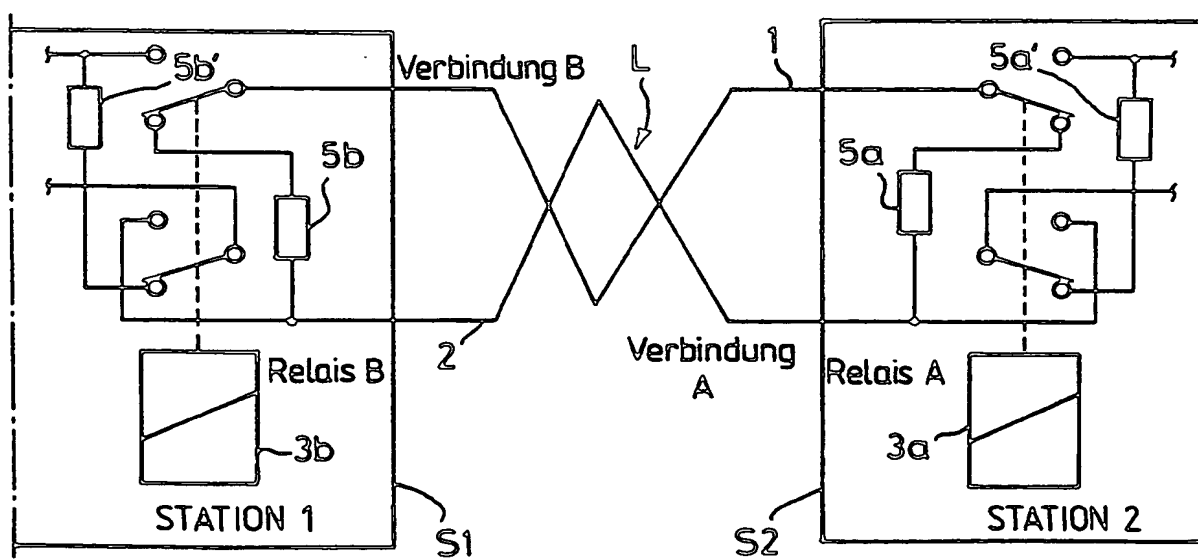 5b'
Verbindung B
L
1
5a'
5b
5a
2
Verbindung
A
Relais B
Relais A
3b
3a
STATION 1
S1
S2
STATION 2